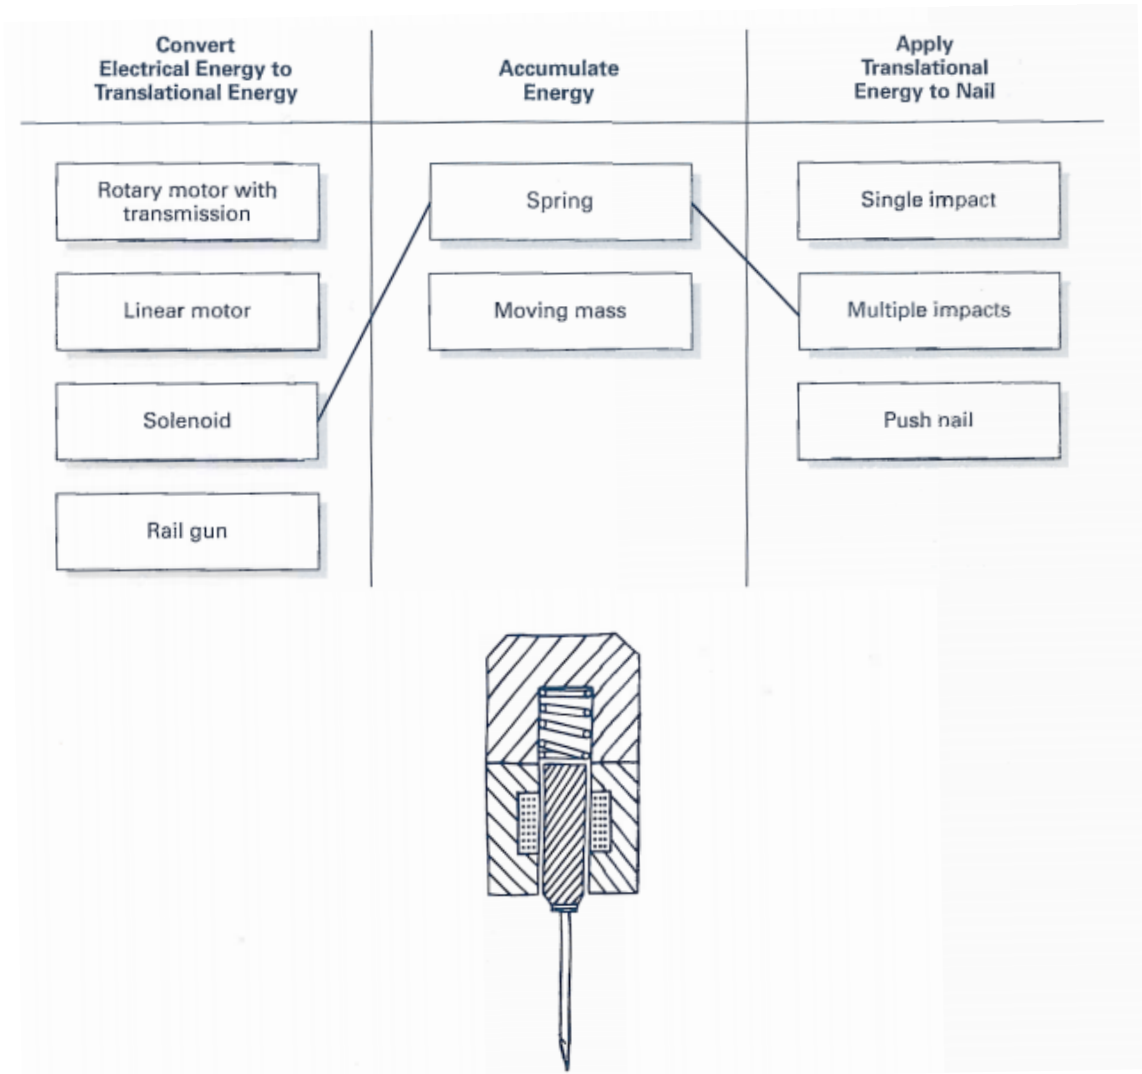 Convert
Electrical Energy to
Translational Energy
Accumulate
Energy
Apply
Translational
Energy to Nail
Rotary motor with
transmission
Spring
Single impact
Linear motor
Moving mass
Multiple impacts
Solenoid
Push nail
Rail gun